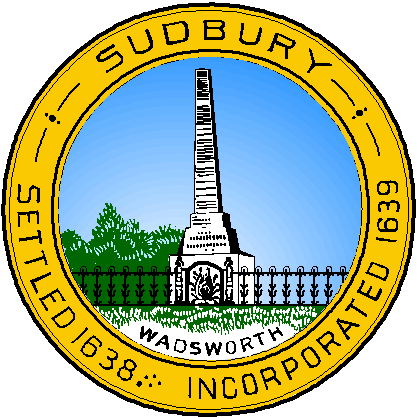 SUDBURY
SETTLED 1638
INCORPORATED 1639
WADSWORTH